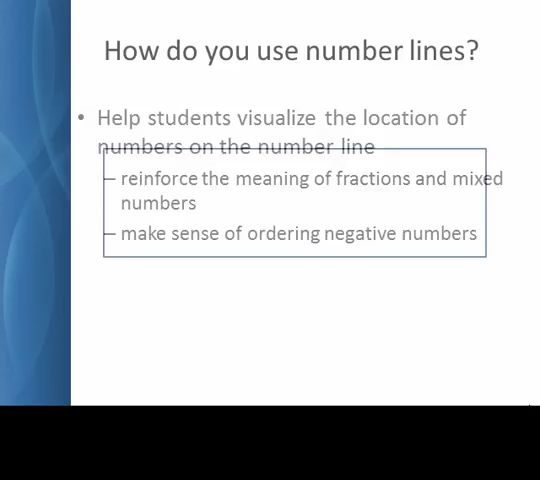 How do you use number lines?
• Help students visualize the location of
numbers on the number line
– reinforce the meaning of fractions and mixed
numbers
– make sense of ordering negative numbers